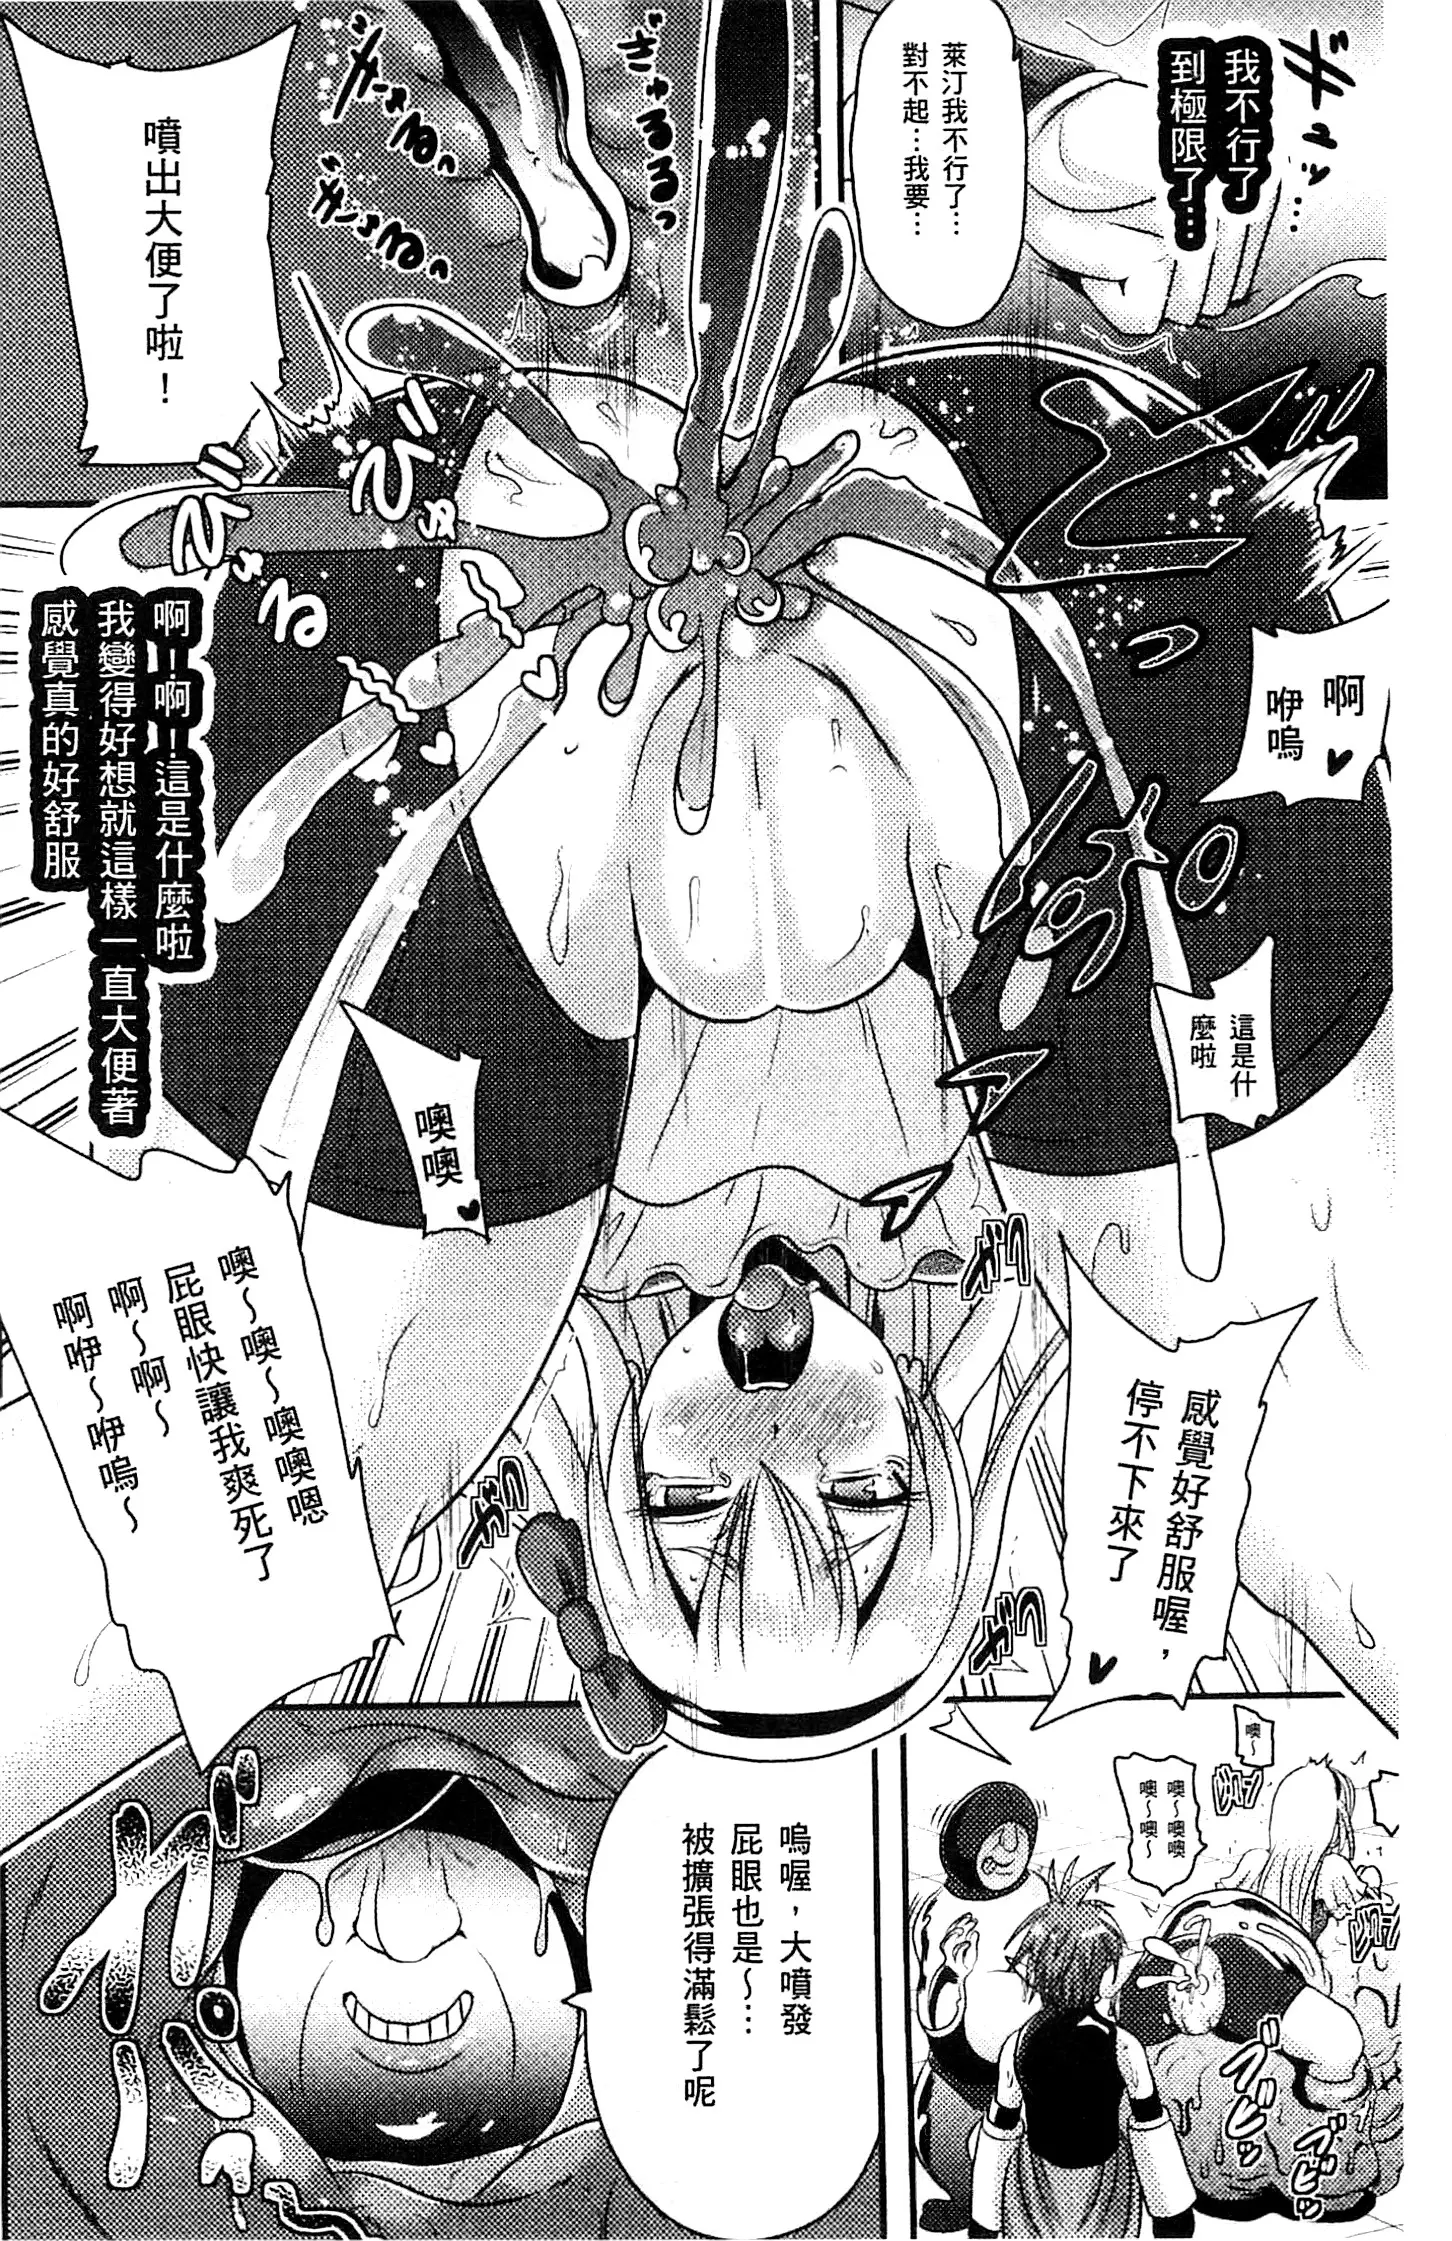 我不行了…
到極限了…
萊汀我不行了…
對不起…我要…
噴出大便了啦！
啊♥
咿嗚
啊！啊！這是什麼啦
我變得好想就這樣一直大便著
感覺真的好舒服
這是什
麼啦
噢噢♥
感覺好舒服喔，
停不下來了♥
噢～噢～噢噢嗯
屁眼快讓我爽死了
啊～啊～
啊咿～咿嗚～
噢～
噢～噢噢
噢～噢～
嗚喔，大噴發
屁眼也是～…
被擴張得滿鬆了呢